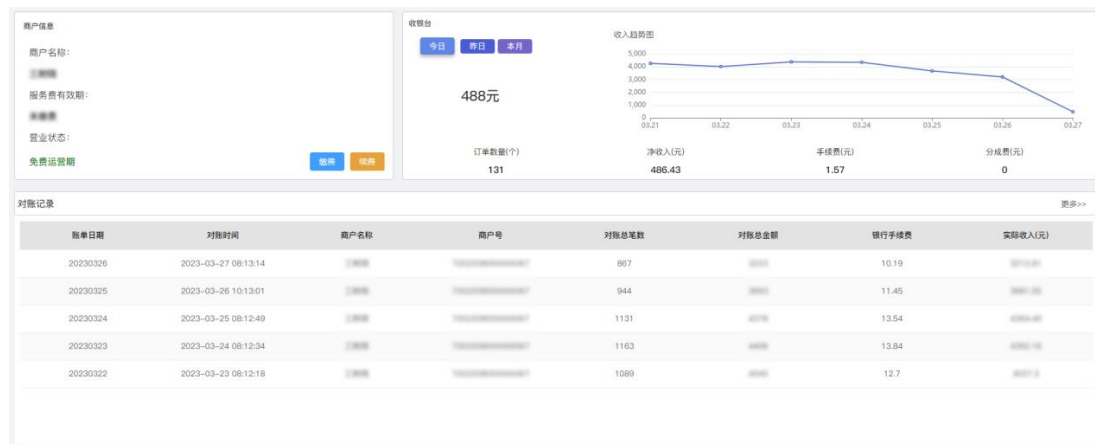 商户信息
商户名称:
服务费有效期:
营业状态:
免费运营期
缴费 续费
收银台
今日 昨日 本月
488元
收入趋势图
5,000
4,000
3,000
2,000
1,000
0
03.21 03.22 03.23 03.24 03.25 03.26 03.27
订单数量(个) 净收入(元) 手续费(元) 分成费(元)
131 486.43 1.57 0
对账记录 更多>>
账单日期 对账时间 商户名称 商户号 对账总笔数 对账总金额 银行手续费 实际收入(元)
20230326 2023-03-27 08:13:14 867 10.19
20230325 2023-03-26 10:13:01 944 11.45
20230324 2023-03-25 08:12:49 1131 13.54
20230323 2023-03-24 08:12:34 1163 13.84
20230322 2023-03-23 08:12:18 1089 12.7